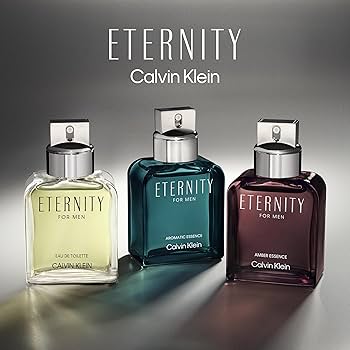 ETERNITY
Calvin Klein
ETERNITY
FOR MEN
EAU DE TOILETTE
CALVIN KLEIN
ETERNITY
FOR MEN
AROMATIC ESSENCE
Calvin Klein
ETERNITY
FOR MEN
AMBER ESSENCE
Calvin Klein